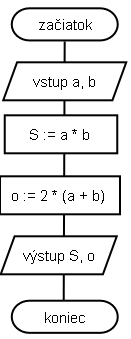 začiatok
vstup a, b
S := a * b
o := 2 * (a + b)
výstup S, o
koniec